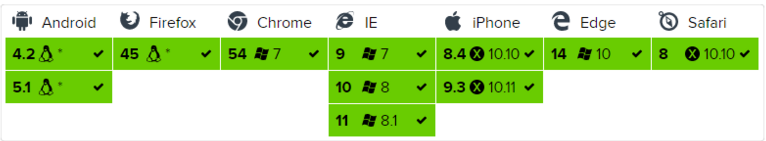 Android Firefox Chrome IE iPhone Edge Safari
4.2 * 45 * 54 7 9 7 8.4 X 10.10 14 10 8 X 10.10
5.1 * 10 8 9.3 X 10.11
11 8.1